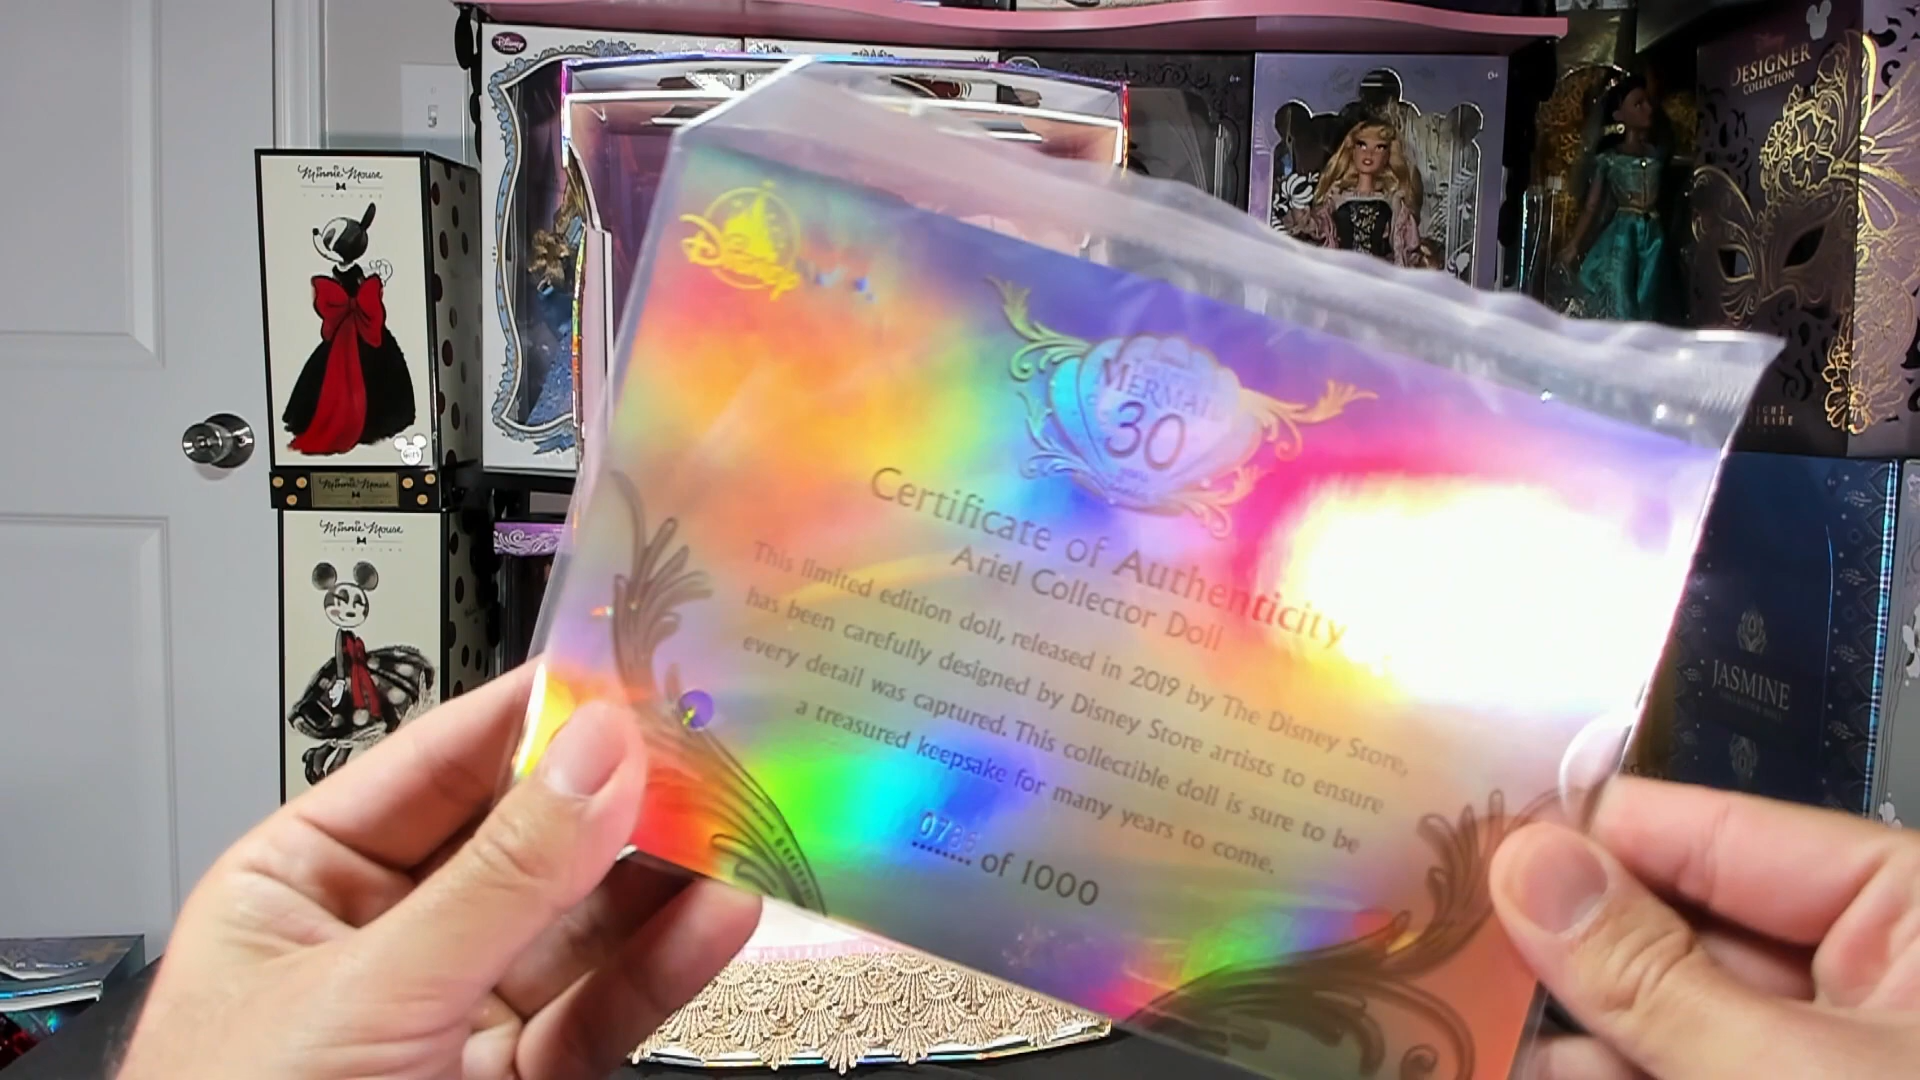 Disney
DESIGNER
COLLECTION
Minnie Mouse
Disney
MERMAID
30
Certificate of Authenticity
Ariel Collector Doll
This limited edition doll, released in 2019 by The Disney Store,
has been carefully designed by Disney Store artists to ensure
every detail was captured. This collectible doll is sure to be
a treasured keepsake for many years to come.
of 1000
Minnie Mouse
Minnie Mouse
JASMINE